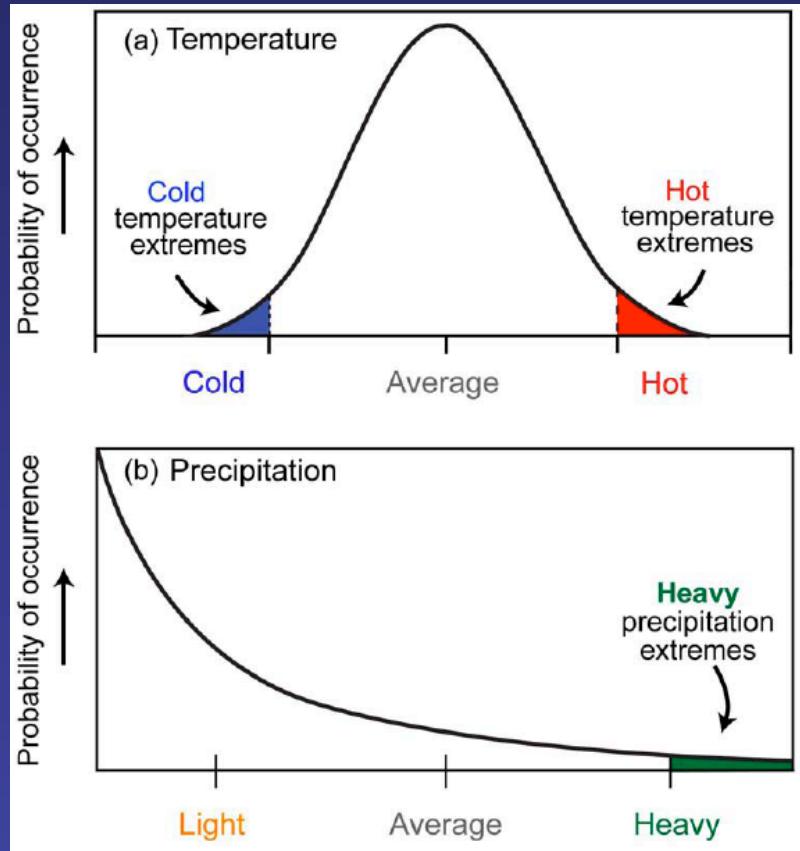 (a) Temperature
Probability of occurrence
Cold
temperature
extremes
Hot
temperature
extremes
Cold
Average
Hot
(b) Precipitation
Probability of occurrence
Heavy
precipitation
extremes
Light
Average
Heavy